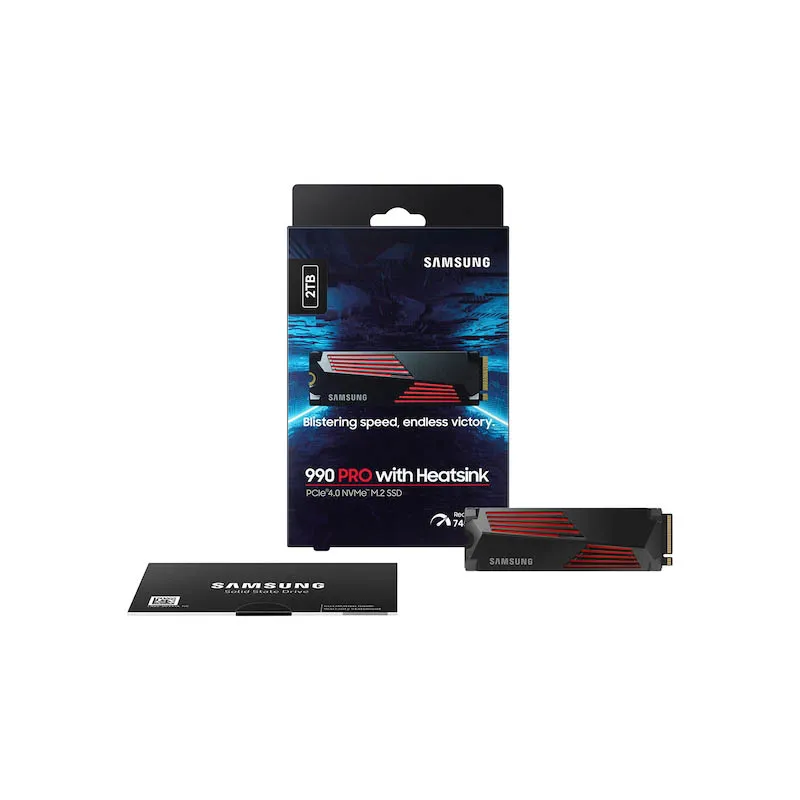 SAMSUNG
2TB
SAMSUNG
Blistering speed, endless victory.
990 PRO with Heatsink
PCIe™ 4.0 NVMe™ M.2 SSD
SAMSUNG
SAMSUNG
Solid State Drive